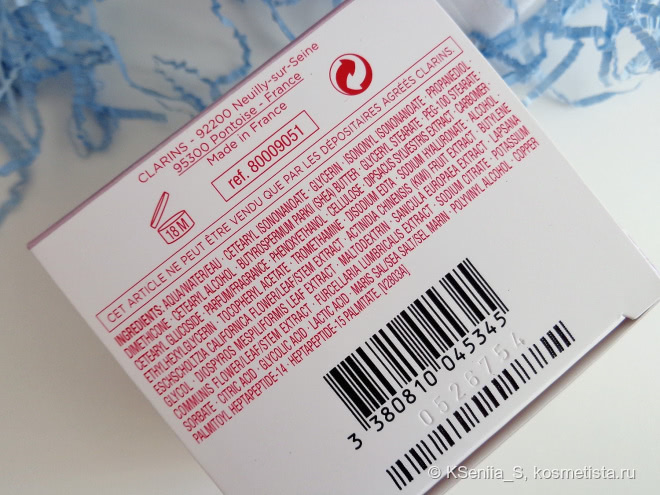 CLARINS - 92200 Neuilly-sur-Seine
95300 Pontoise - France
Made in France
ref. 80009051
18 M
CET ARTICLE NE PEUT ÊTRE VENDU QUE PAR LES DÉPOSITAIRES AGRÉÉS CLARINS.
INGREDIENTS: AQUA/WATER/EAU · CETEARYL ISONONANOATE · GLYCERIN · ISONONYL ISONONANOATE · PROPANEDIOL ·
DIMETHICONE · CETEARYL ALCOHOL · BUTYROSPERMUM PARKII (SHEA) BUTTER · GLYCERYL STEARATE · PEG-100 STEARATE ·
CETEARYL GLUCOSIDE · PARFUM/FRAGRANCE · PHENOXYETHANOL · CELLULOSE · DIPSACUS SYLVESTRIS EXTRACT · CARBOMER ·
ETHYLHEXYLGLYCERIN · TOCOPHERYL ACETATE · TROMETHAMINE · DISODIUM EDTA · SODIUM HYALURONATE · ALCOHOL ·
ESCHSCHOLTZIA CALIFORNICA FLOWER/LEAF/STEM EXTRACT · ACTINIDIA CHINENSIS (KIWI) FRUIT EXTRACT · BUTYLENE
GLYCOL · DIOSPYROS MESPILIFORMIS LEAF EXTRACT · MALTODEXTRIN · SANICULA EUROPAEA EXTRACT · LAPSANA
COMMUNIS FLOWER/LEAF/STEM EXTRACT · FURCELLARIA LUMBRICALIS EXTRACT · SODIUM CITRATE · POTASSIUM
SORBATE · CITRIC ACID · GLYCOLIC ACID · LACTIC ACID · MARIS SAL/SEA SALT/SEL MARIN · POLYVINYL ALCOHOL · COPPER
PALMITOYL HEPTAPEPTIDE-14 · HEPTAPEPTIDE-15 PALMITATE.
3 380810 045345
0526754
© KSeniia_S, kosmetista.ru